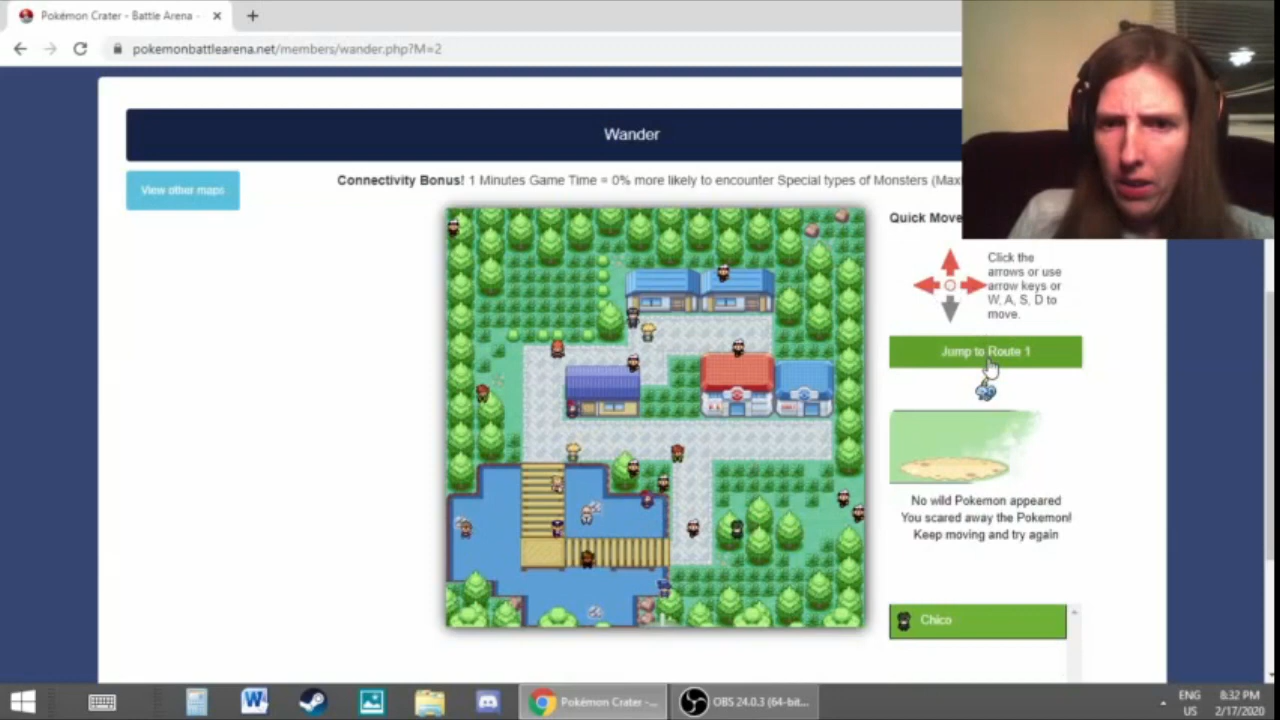 Pokémon Crater - Battle Arena -
pokemonbattlearena.net/members/wander.php?M=2
Wander
View other maps
Connectivity Bonus! 1 Minutes Game Time = 0% more likely to encounter Special types of Monsters (Max
Quick Move
Click the
arrows or use
arrow keys or
W, A, S, D to
move.
Jump to Route 1
No wild Pokemon appeared
You scared away the Pokemon!
Keep moving and try again
Chico
Pokémon Crater -...
OBS 24.0.3 (64-bit...
ENG
US
8:32 PM
2/17/2020